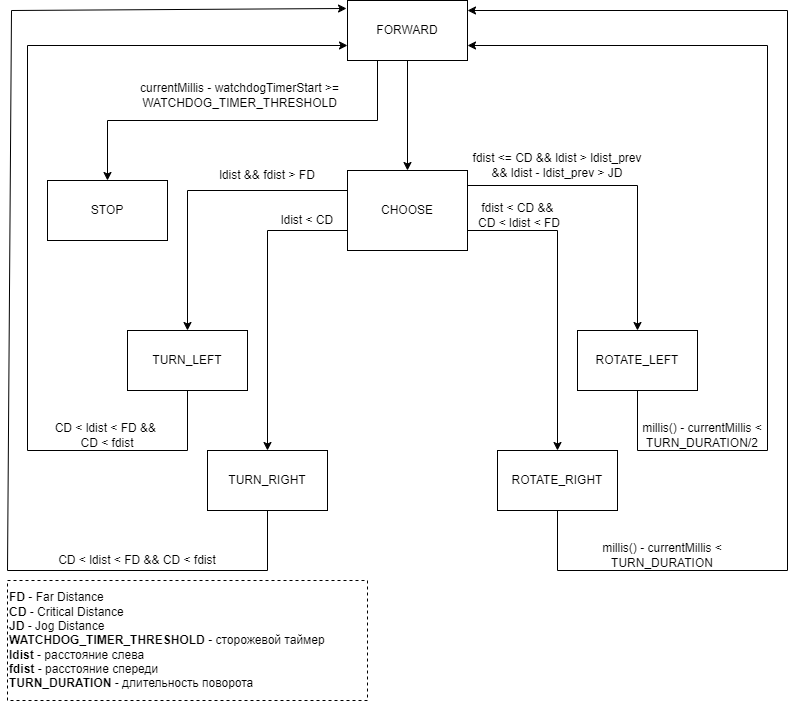 FORWARD
currentMillis - watchdogTimerStart >=
WATCHDOG_TIMER_THRESHOLD
STOP
ldist && fdist > FD
ldist < CD
CHOOSE
fdist <= CD && ldist > ldist_prev
&& ldist - ldist_prev > JD
fdist < CD &&
CD < ldist < FD
TURN_LEFT
ROTATE_LEFT
CD < ldist < FD &&
CD < fdist
millis() - currentMillis <
TURN_DURATION/2
TURN_RIGHT
ROTATE_RIGHT
CD < ldist < FD && CD < fdist
millis() - currentMillis <
TURN_DURATION
FD - Far Distance
CD - Critical Distance
JD - Jog Distance
WATCHDOG_TIMER_THRESHOLD - сторожевой таймер
ldist - расстояние слева
fdist - расстояние спереди
TURN_DURATION - длительность поворота